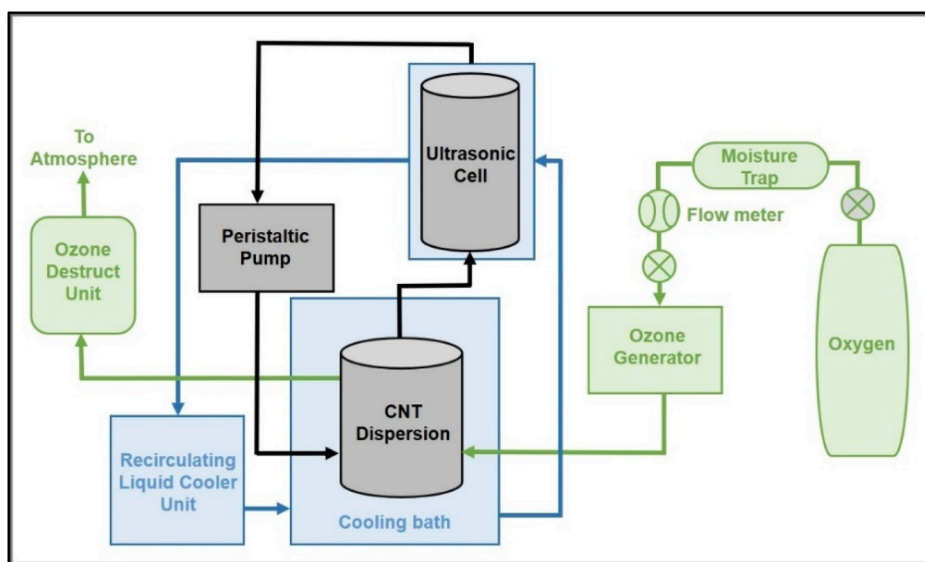 To
Atmosphere
Ozone
Destruct
Unit
Peristaltic
Pump
Ultrasonic
Cell
Moisture
Trap
Flow meter
Ozone
Generator
Oxygen
CNT
Dispersion
Recirculating
Liquid Cooler
Unit
Cooling bath